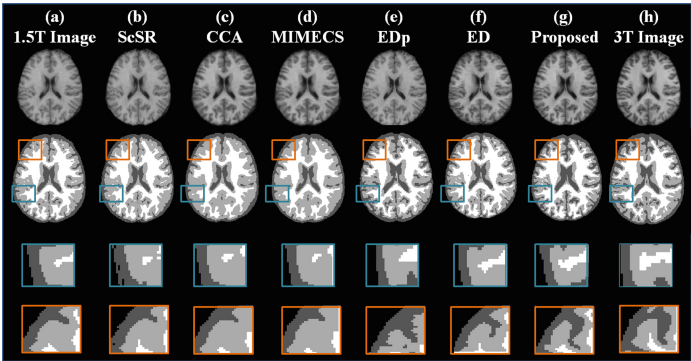 (a) (b) (c) (d) (e) (f) (g) (h)
1.5T Image ScSR CCA MIMECS EDp ED Proposed 3T Image